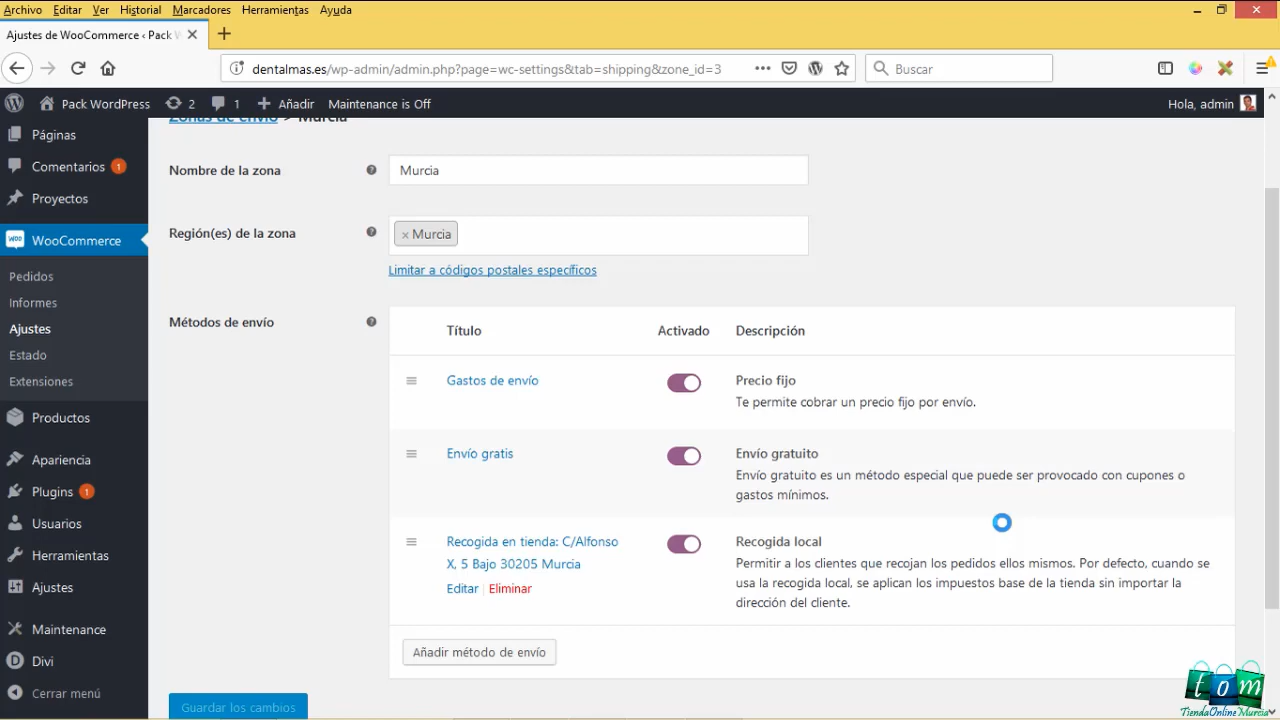 Archivo Editar Ver Historial Marcadores Herramientas Ayuda
Ajustes de WooCommerce ‹ Pack W
dentalmas.es/wp-admin/admin.php?page=wc-settings&tab=shipping&zone_id=3
Buscar
Pack WordPress 2 1 Añadir Maintenance is Off Hola, admin
Zonas de envío > Murcia
Páginas
Comentarios 1
Proyectos
WooCommerce
Pedidos
Informes
Ajustes
Estado
Extensiones
Productos
Apariencia
Plugins 1
Usuarios
Herramientas
Ajustes
Maintenance
Divi
Cerrar menú
Nombre de la zona
Murcia
Región(es) de la zona
× Murcia
Limitar a códigos postales específicos
Métodos de envío
Título Activado Descripción
Gastos de envío
Precio fijo
Te permite cobrar un precio fijo por envío.
Envío gratis
Envío gratuito
Envío gratuito es un método especial que puede ser provocado con cupones o
gastos mínimos.
Recogida en tienda: C/Alfonso
X, 5 Bajo 30205 Murcia
Editar | Eliminar
Recogida local
Permitir a los clientes que recojan los pedidos ellos mismos. Por defecto, cuando se
usa la recogida local, se aplican los impuestos base de la tienda sin importar la
dirección del cliente.
Añadir método de envío
Guardar los cambios
tom
TiendaOnlineMurcia